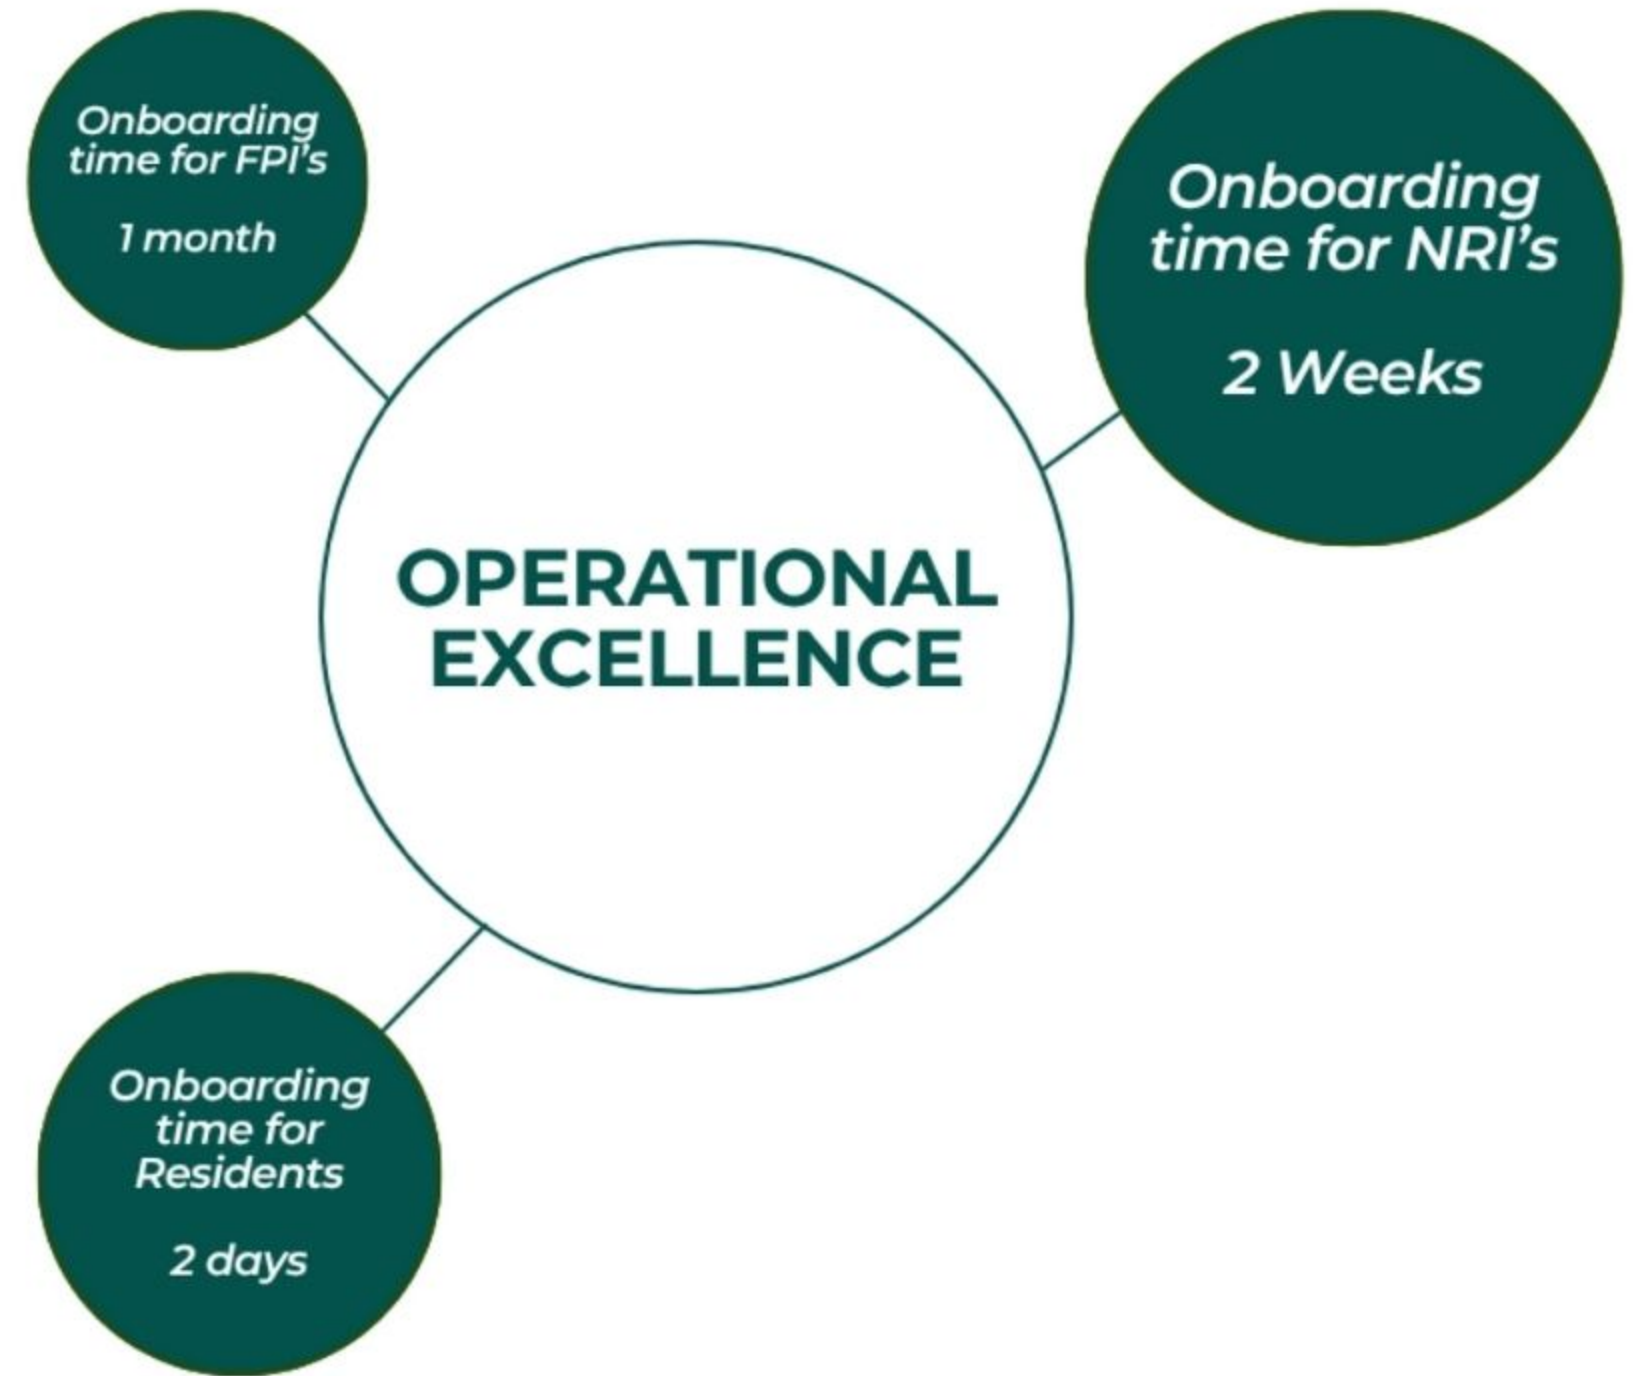 Onboarding
time for FPI's
1 month
Onboarding
time for NRI's
2 Weeks
OPERATIONAL
EXCELLENCE
Onboarding
time for
Residents
2 days